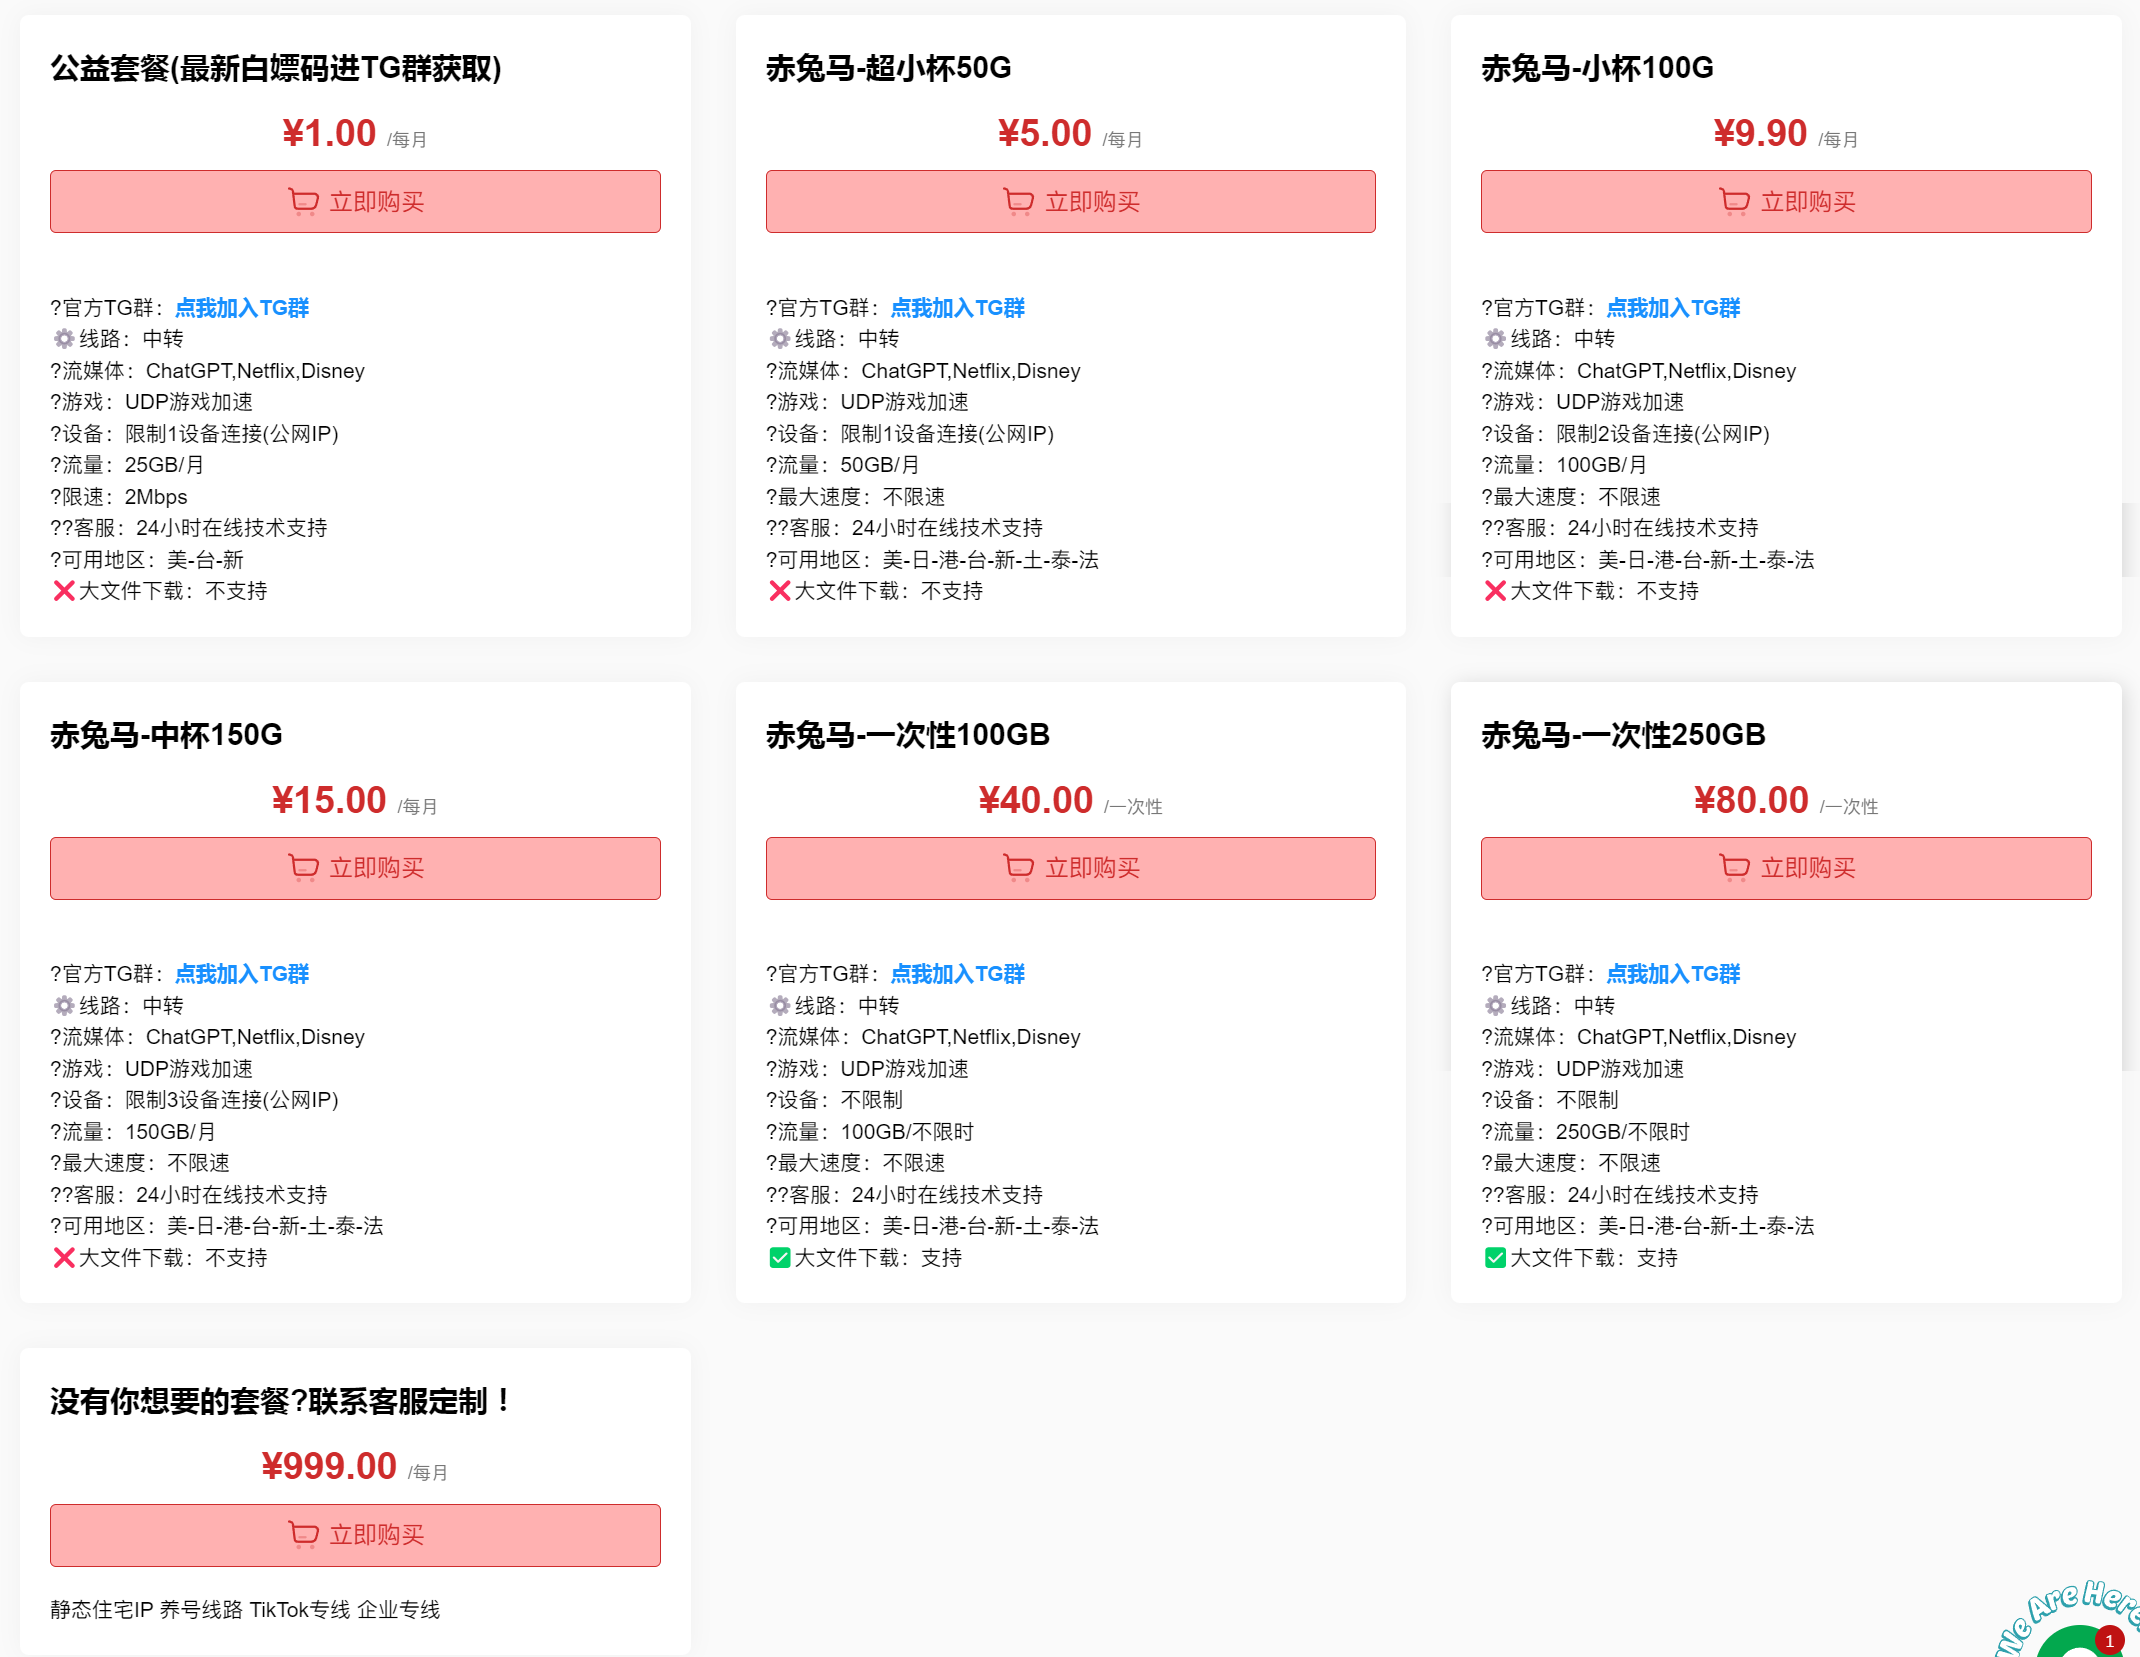 公益套餐(最新白嫖码进TG群获取)
¥1.00 /每月
立即购买
?官方TG群：点我加入TG群
线路：中转
?流媒体：ChatGPT,Netflix,Disney
?游戏：UDP游戏加速
?设备：限制1设备连接(公网IP)
?流量：25GB/月
?限速：2Mbps
??客服：24小时在线技术支持
?可用地区：美-台-新
❌大文件下载：不支持
赤兔马-超小杯50G
¥5.00 /每月
立即购买
?官方TG群：点我加入TG群
线路：中转
?流媒体：ChatGPT,Netflix,Disney
?游戏：UDP游戏加速
?设备：限制1设备连接(公网IP)
?流量：50GB/月
?最大速度：不限速
??客服：24小时在线技术支持
?可用地区：美-日-港-台-新-土-泰-法
❌大文件下载：不支持
赤兔马-小杯100G
¥9.90 /每月
立即购买
?官方TG群：点我加入TG群
线路：中转
?流媒体：ChatGPT,Netflix,Disney
?游戏：UDP游戏加速
?设备：限制2设备连接(公网IP)
?流量：100GB/月
?最大速度：不限速
??客服：24小时在线技术支持
?可用地区：美-日-港-台-新-土-泰-法
❌大文件下载：不支持
赤兔马-中杯150G
¥15.00 /每月
立即购买
?官方TG群：点我加入TG群
线路：中转
?流媒体：ChatGPT,Netflix,Disney
?游戏：UDP游戏加速
?设备：限制3设备连接(公网IP)
?流量：150GB/月
?最大速度：不限速
??客服：24小时在线技术支持
?可用地区：美-日-港-台-新-土-泰-法
❌大文件下载：不支持
赤兔马-一次性100GB
¥40.00 /一次性
立即购买
?官方TG群：点我加入TG群
线路：中转
?流媒体：ChatGPT,Netflix,Disney
?游戏：UDP游戏加速
?设备：不限制
?流量：100GB/不限时
?最大速度：不限速
??客服：24小时在线技术支持
?可用地区：美-日-港-台-新-土-泰-法
✅大文件下载：支持
赤兔马-一次性250GB
¥80.00 /一次性
立即购买
?官方TG群：点我加入TG群
线路：中转
?流媒体：ChatGPT,Netflix,Disney
?游戏：UDP游戏加速
?设备：不限制
?流量：250GB/不限时
?最大速度：不限速
??客服：24小时在线技术支持
?可用地区：美-日-港-台-新-土-泰-法
✅大文件下载：支持
没有你想要的套餐?联系客服定制！
¥999.00 /每月
立即购买
静态住宅IP 养号线路 TikTok专线 企业专线
We Are Here
1